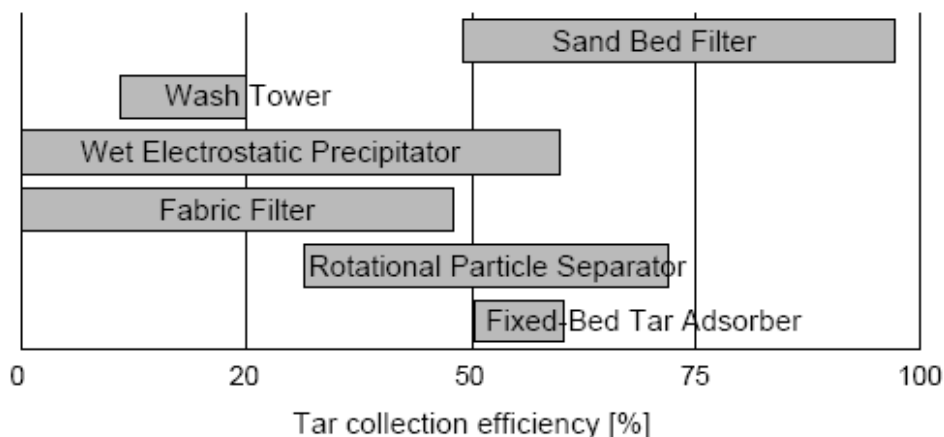 Sand Bed Filter
Wash Tower
Wet Electrostatic Precipitator
Fabric Filter
Rotational Particle Separator
Fixed-Bed Tar Adsorber
0 20 50 75 100
Tar collection efficiency [%]